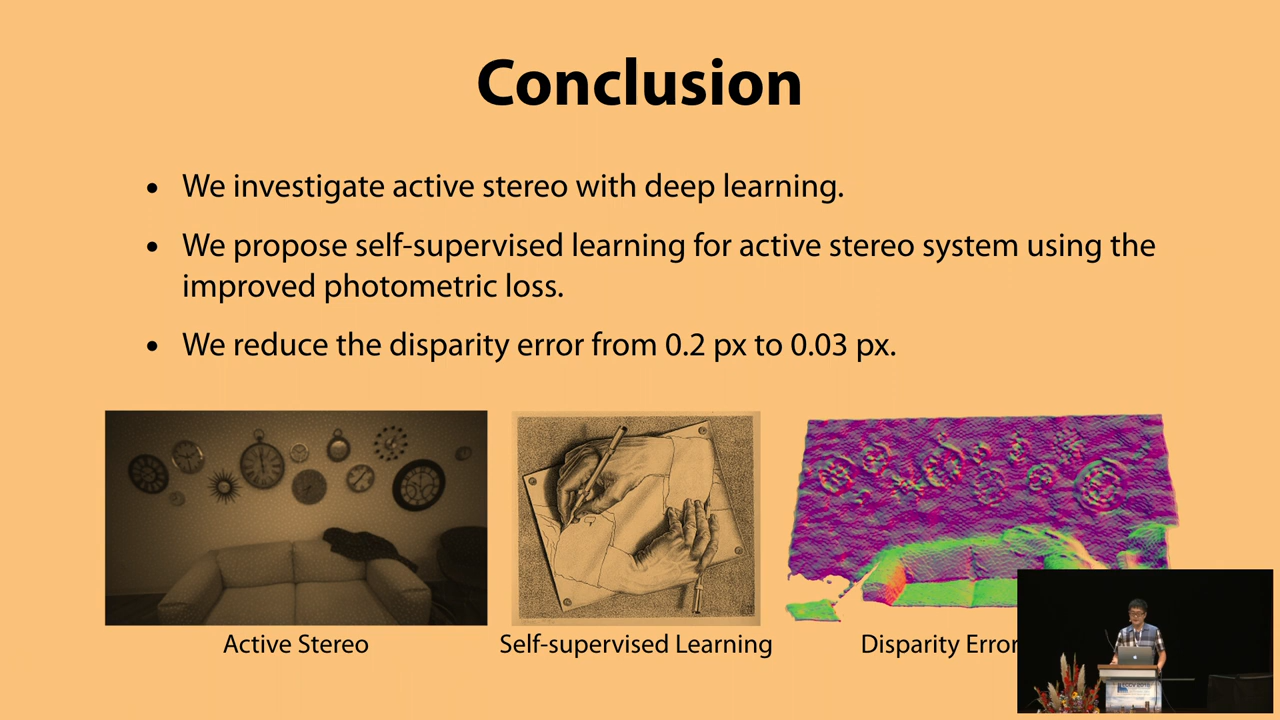 Conclusion
• We investigate active stereo with deep learning.
• We propose self-supervised learning for active stereo system using the
improved photometric loss.
• We reduce the disparity error from 0.2 px to 0.03 px.
Active Stereo
Self-supervised Learning
Disparity Error
ECCV 2018